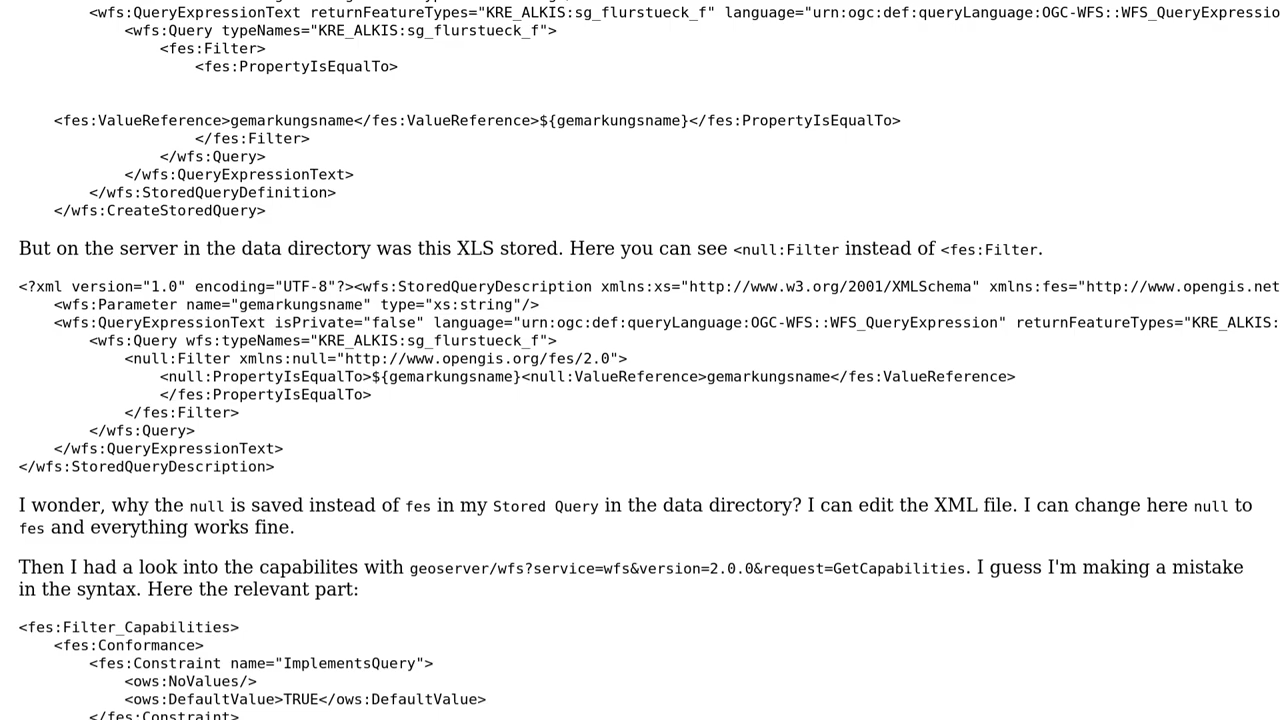 <wfs:QueryExpressionText returnFeatureTypes="KRE_ALKIS:sg_flurstueck_f" language="urn:ogc:def:queryLanguage:OGC-WFS::WFS_QueryExpressio
<wfs:Query typeNames="KRE_ALKIS:sg_flurstueck_f">
<fes:Filter>
<fes:PropertyIsEqualTo>
<fes:ValueReference>gemarkungsname</fes:ValueReference>${gemarkungsname}</fes:PropertyIsEqualTo>
</fes:Filter>
</wfs:Query>
</wfs:QueryExpressionText>
</wfs:StoredQueryDefinition>
</wfs:CreateStoredQuery>
But on the server in the data directory was this XLS stored. Here you can see <null:Filter instead of <fes:Filter.
<?xml version="1.0" encoding="UTF-8"?><wfs:StoredQueryDescription xmlns:xs="http://www.w3.org/2001/XMLSchema" xmlns:fes="http://www.opengis.net
<wfs:Parameter name="gemarkungsname" type="xs:string"/>
<wfs:QueryExpressionText isPrivate="false" language="urn:ogc:def:queryLanguage:OGC-WFS::WFS_QueryExpression" returnFeatureTypes="KRE_ALKIS:
<wfs:Query wfs:typeNames="KRE_ALKIS:sg_flurstueck_f">
<null:Filter xmlns:null="http://www.opengis.org/fes/2.0">
<null:PropertyIsEqualTo>${gemarkungsname}<null:ValueReference>gemarkungsname</fes:ValueReference>
</fes:PropertyIsEqualTo>
</fes:Filter>
</wfs:Query>
</wfs:QueryExpressionText>
</wfs:StoredQueryDescription>
I wonder, why the null is saved instead of fes in my Stored Query in the data directory? I can edit the XML file. I can change here null to
fes and everything works fine.
Then I had a look into the capabilites with geoserver/wfs?service=wfs&version=2.0.0&request=GetCapabilities. I guess I'm making a mistake
in the syntax. Here the relevant part:
<fes:Filter_Capabilities>
<fes:Conformance>
<fes:Constraint name="ImplementsQuery">
<ows:NoValues/>
<ows:DefaultValue>TRUE</ows:DefaultValue>
</fes:Constraint>